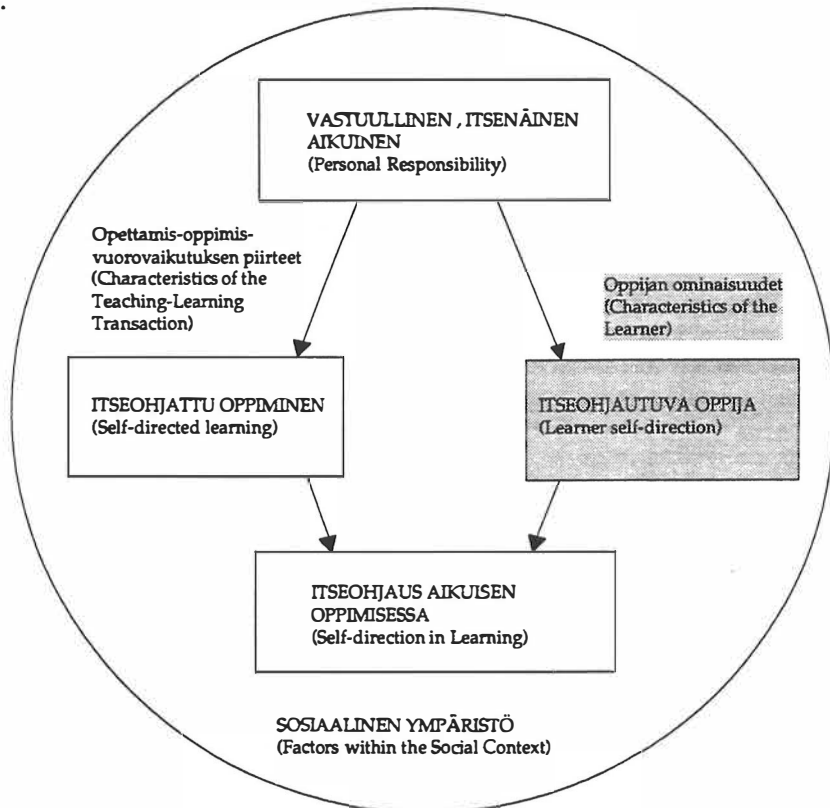 VASTUULLINEN , ITSENÄINEN
AIKUINEN
(Personal Responsibility)
Opettamis-oppimis-
vuorovaikutuksen piirteet
(Characteristics of the
Teaching-Learning
Transaction)
Oppijan ominaisuudet
(Characteristics of the
Learner)
ITSEOHJATTU OPPIMINEN
(Self-directed learning)
ITSEOHJAUTUVA OPPIJA
(Learner self-direction)
ITSEOHJAUS AIKUISEN
OPPIMISESSA
(Self-direction in Learning)
SOSIAALINEN YMPÄRISTÖ
(Factors within the Social Context)